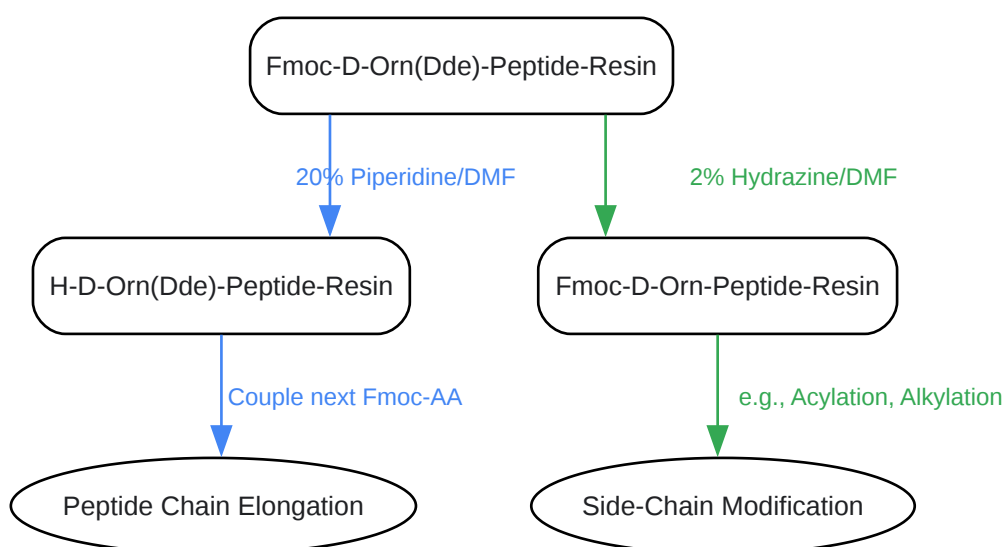 Fmoc-D-Orn(Dde)-Peptide-Resin
20% Piperidine/DMF
2% Hydrazine/DMF
H-D-Orn(Dde)-Peptide-Resin
Fmoc-D-Orn-Peptide-Resin
Couple next Fmoc-AA
e.g., Acylation, Alkylation
Peptide Chain Elongation
Side-Chain Modification